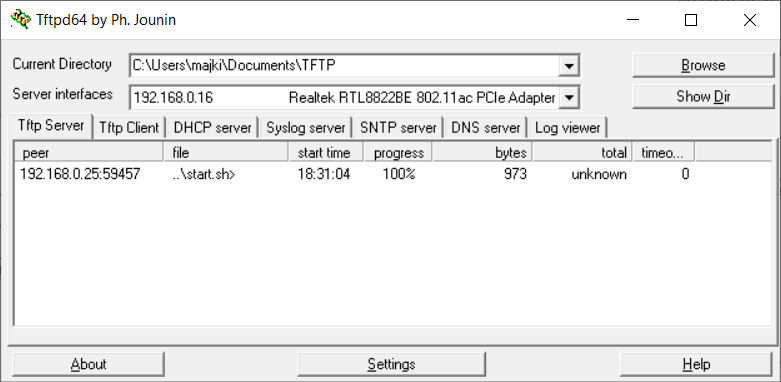 Tftpd64 by Ph. Jounin
Current Directory C:\Users\majki\Documents\TFTP Browse
Server interfaces 192.168.0.16 Realtek RTL8822BE 802.11ac PCIe Adapter Show Dir
Tftp Server Tftp Client DHCP server Syslog server SNTP server DNS server Log viewer
peer file start time progress bytes total timeo...
192.168.0.25:59457 ..\start.sh> 18:31:04 100% 973 unknown 0
About Settings Help